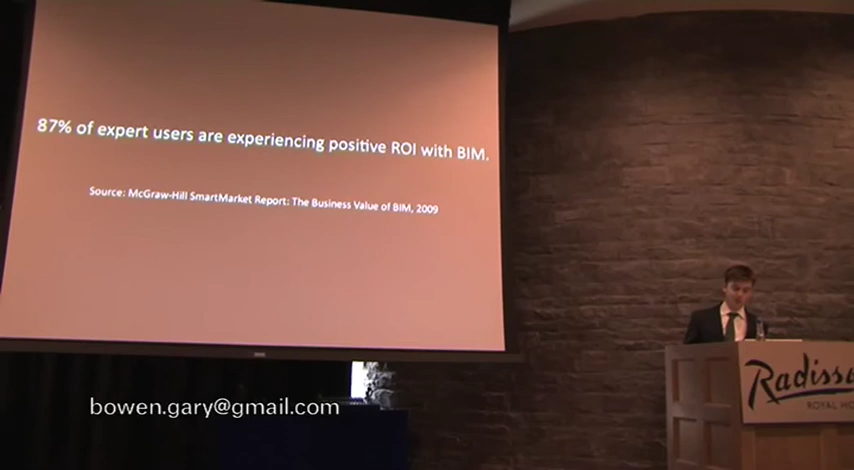 87% of expert users are experiencing positive ROI with BIM.
Source: McGraw-Hill SmartMarket Report: The Business Value of BIM, 2009
bowen.gary@gmail.com
Radisso
ROYAL HO